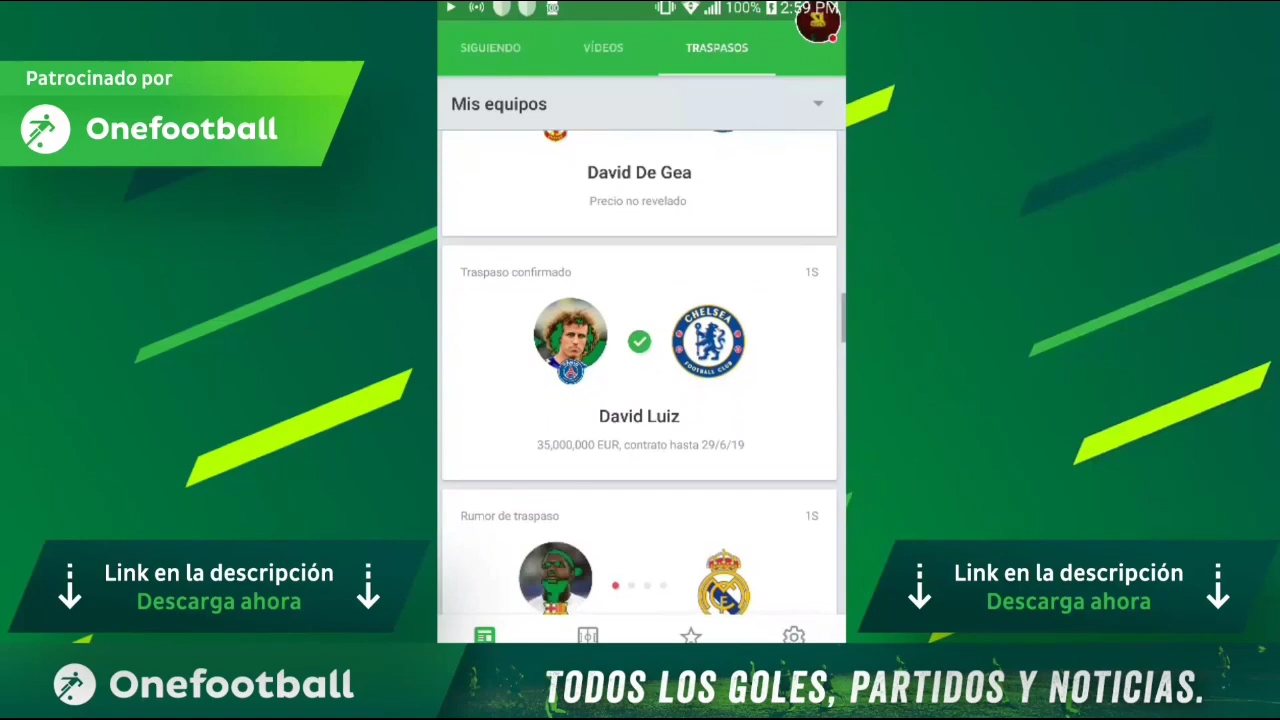 100% 2:59 PM
SIGUIENDO VÍDEOS TRASPASOS
Patrocinado por
Onefootball
Mis equipos
David De Gea
Precio no revelado
Traspaso confirmado 1S
CHELSEA
FOOTBALL CLUB
David Luiz
35,000,000 EUR, contrato hasta 29/6/19
Rumor de traspaso 1S
Link en la descripción
Descarga ahora
Link en la descripción
Descarga ahora
Onefootball
TODOS LOS GOLES, PARTIDOS Y NOTICIAS.